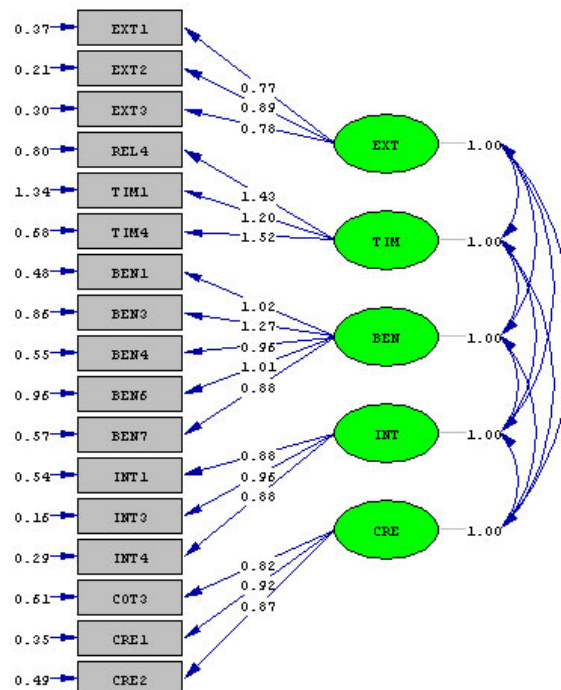 0.37 EXT1
0.21 EXT2
0.30 EXT3
0.80 REL4
1.34 TIM1
0.68 TIM4
0.48 BEN1
0.86 BEN3
0.55 BEN4
0.96 BEN6
0.57 BEN7
0.54 INT1
0.16 INT3
0.29 INT4
0.61 COT3
0.35 CRE1
0.49 CRE2
0.77
0.89
0.78
EXT 1.00
1.43
1.20
1.52
TIM 1.00
1.02
1.27
0.96
1.01
0.88
BEN 1.00
0.88
0.96
0.88
INT 1.00
0.82
0.92
0.87
CRE 1.00